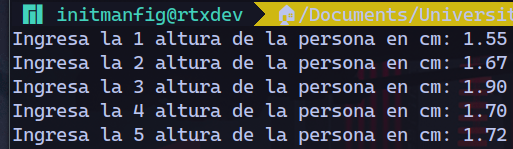 initmanfig@rtxdev /Documents/Universit
Ingresa la 1 altura de la persona en cm: 1.55
Ingresa la 2 altura de la persona en cm: 1.67
Ingresa la 3 altura de la persona en cm: 1.90
Ingresa la 4 altura de la persona en cm: 1.70
Ingresa la 5 altura de la persona en cm: 1.72